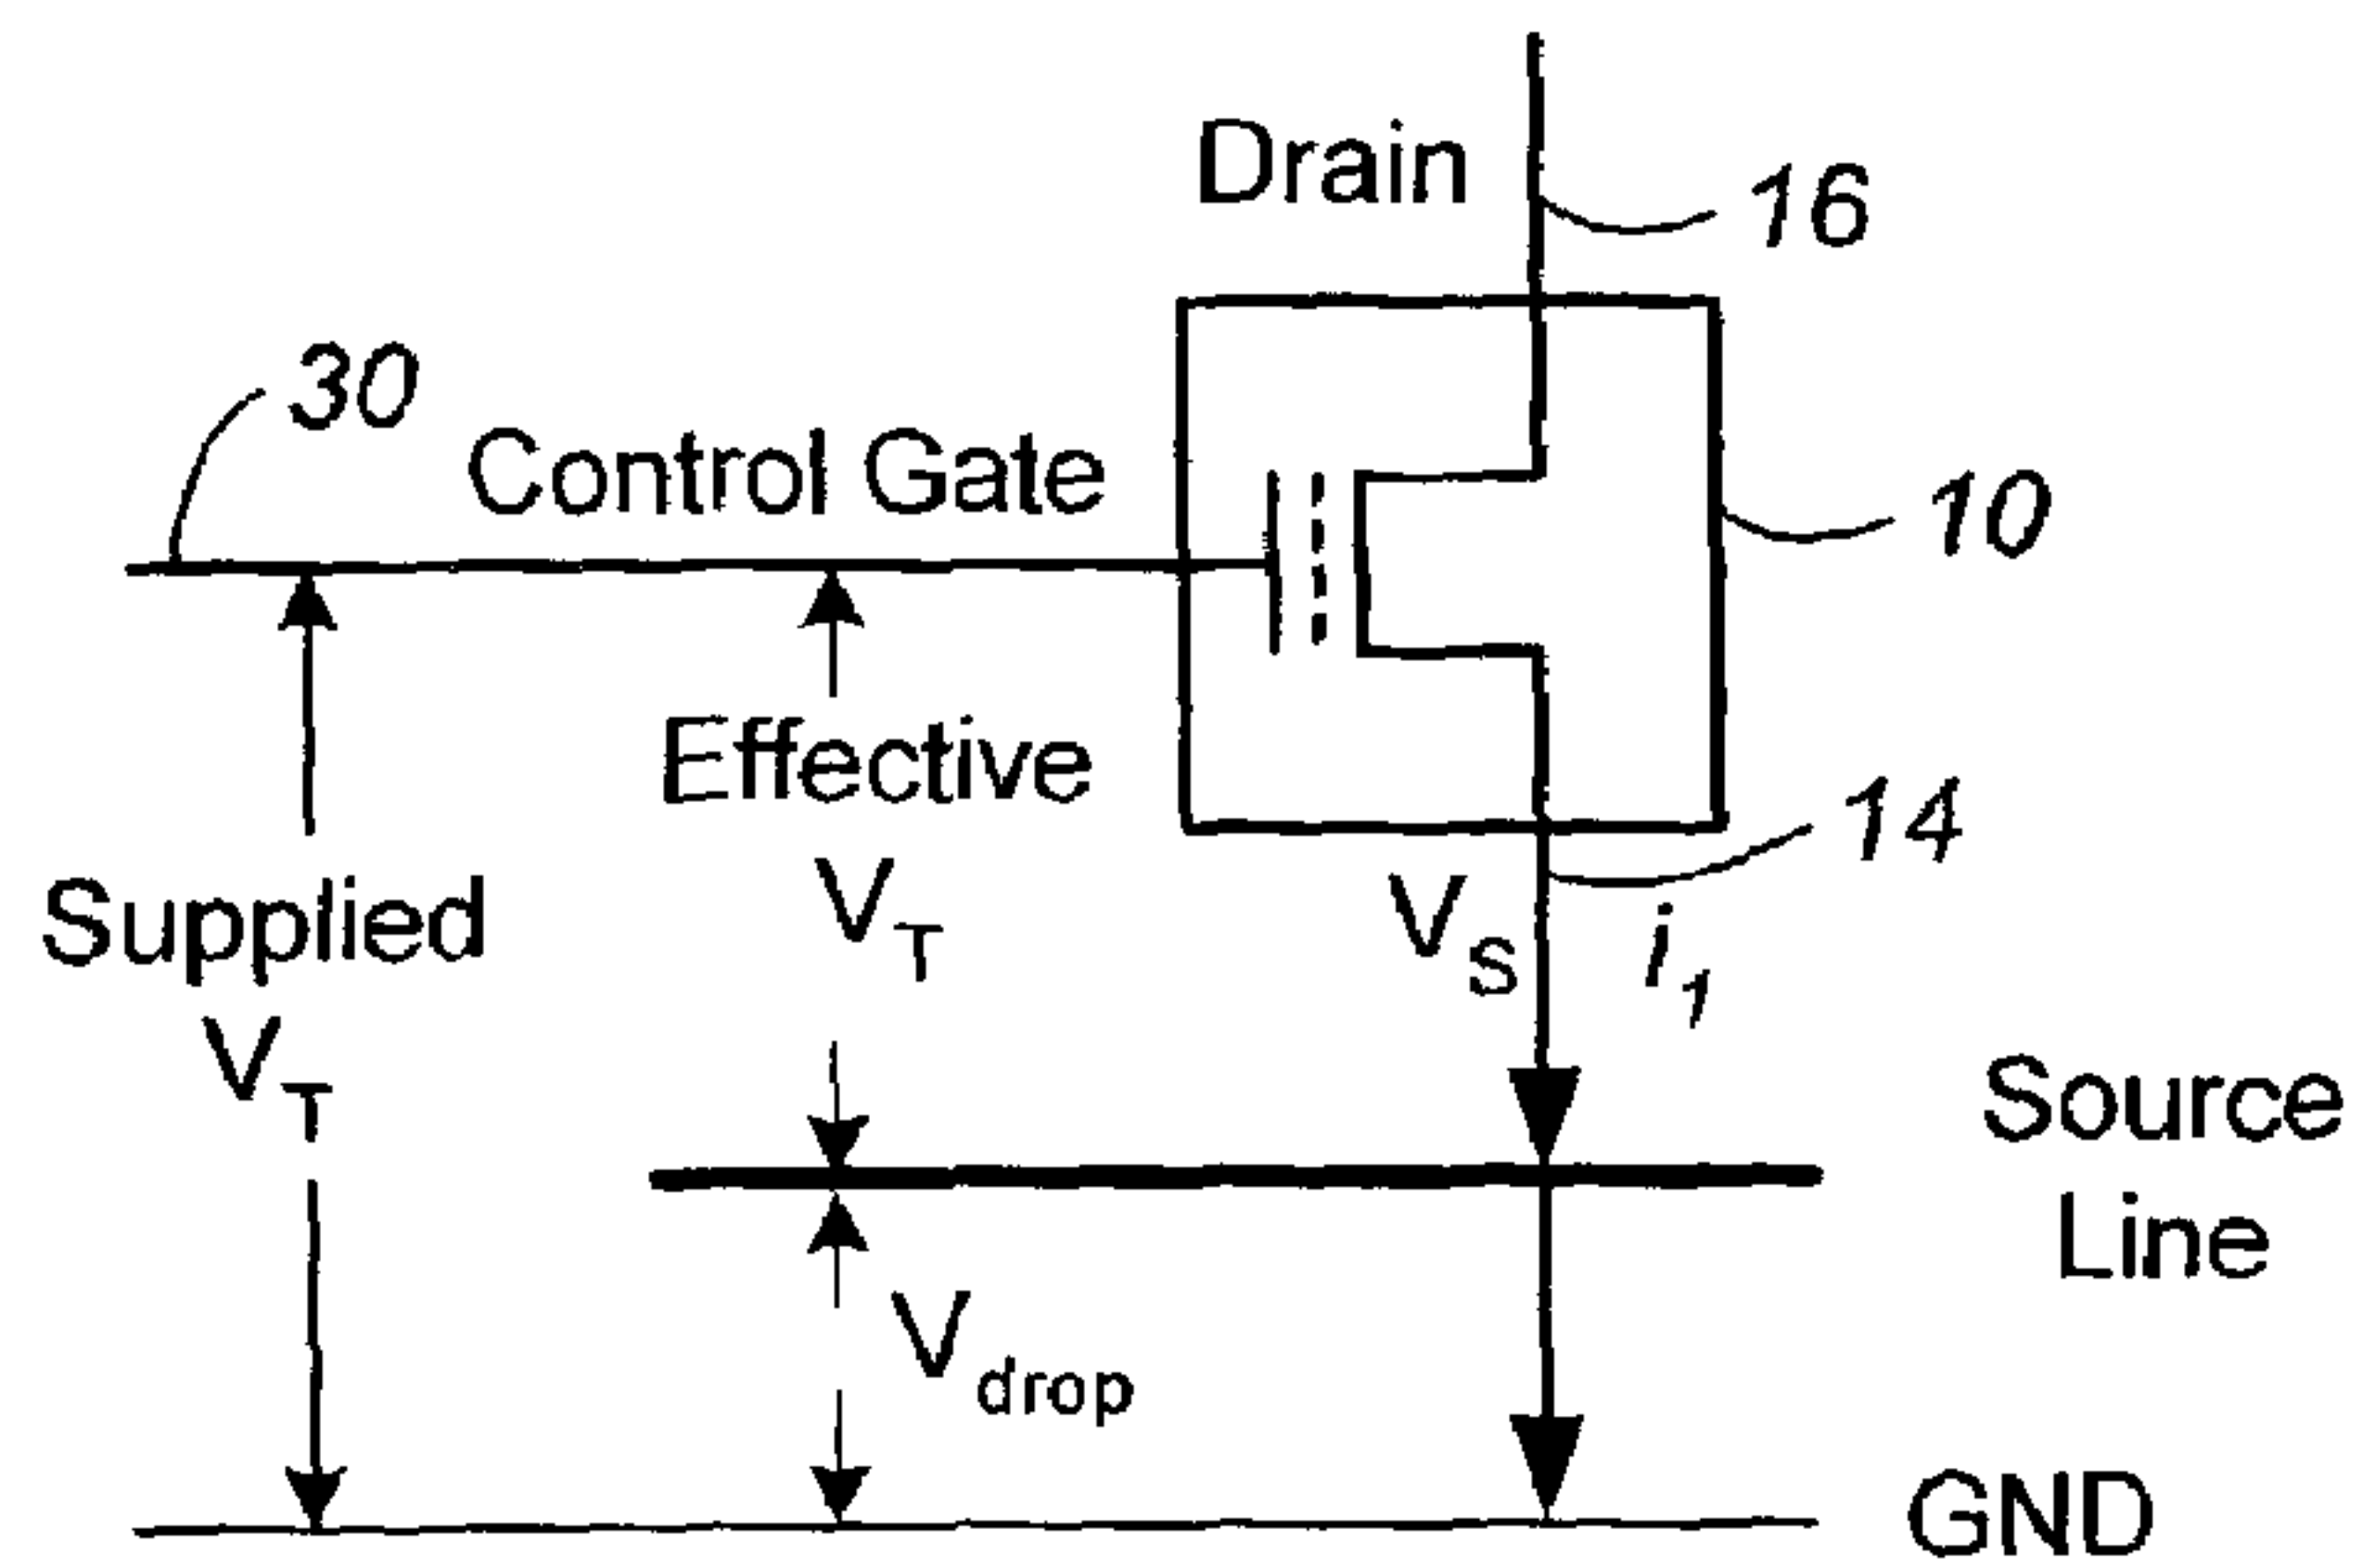 Drain
16
30
Control Gate
10
Effective
V_T
14
Supplied
V_T
V_S
i_1
Source
Line
V_drop
GND